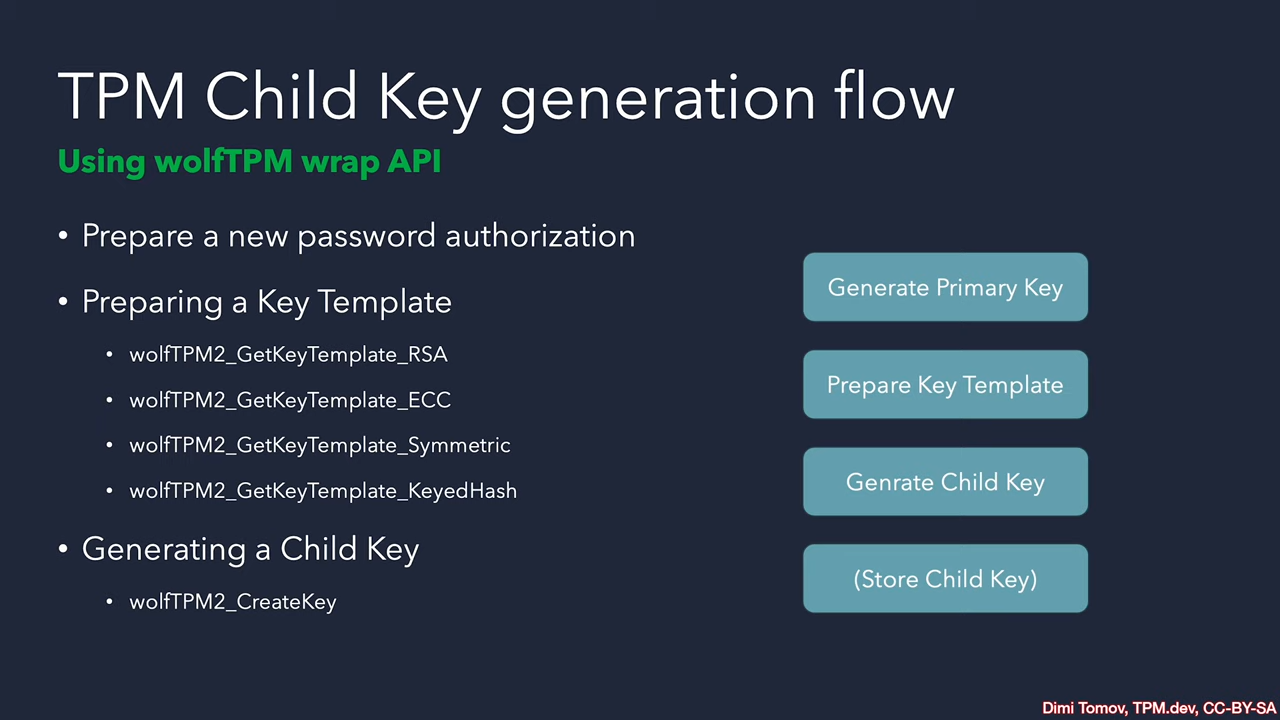 TPM Child Key generation flow
Using wolfTPM wrap API
• Prepare a new password authorization
• Preparing a Key Template
• wolfTPM2_GetKeyTemplate_RSA
• wolfTPM2_GetKeyTemplate_ECC
• wolfTPM2_GetKeyTemplate_Symmetric
• wolfTPM2_GetKeyTemplate_KeyedHash
• Generating a Child Key
• wolfTPM2_CreateKey
Generate Primary Key
Prepare Key Template
Genrate Child Key
(Store Child Key)
Dimi Tomov, TPM.dev, CC-BY-SA